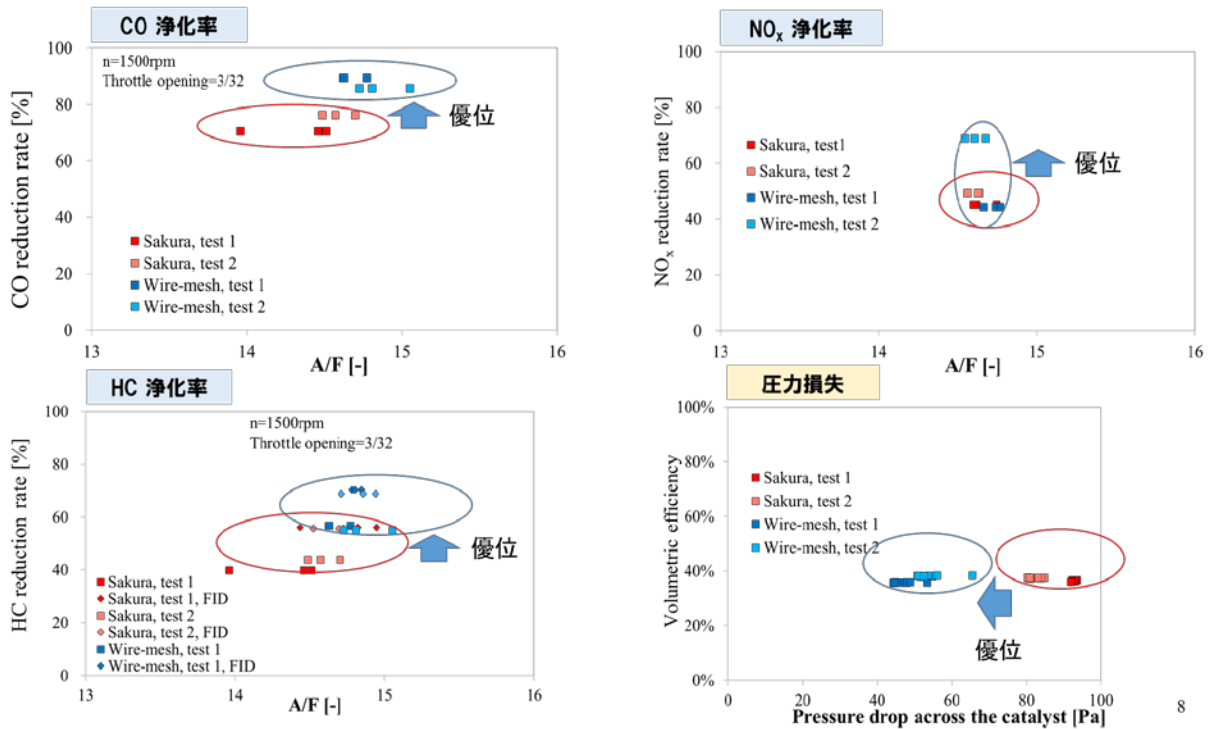 CO 浄化率
CO reduction rate [%]
100
80
60
40
20
0
n=1500rpm
Throttle opening=3/32
優位
Sakura, test 1
Sakura, test 2
Wire-mesh, test 1
Wire-mesh, test 2
13 14 15 16
A/F [-]
NOx 浄化率
NOx reduction rate [%]
100
80
60
40
20
0
Sakura, test1
Sakura, test 2
Wire-mesh, test 1
Wire-mesh, test 2
優位
13 14 15 16
A/F [-]
HC 浄化率
HC reduction rate [%]
100
80
60
40
20
0
n=1500rpm
Throttle opening=3/32
優位
Sakura, test 1
Sakura, test 1, FID
Sakura, test 2
Sakura, test 2, FID
Wire-mesh, test 1
Wire-mesh, test 1, FID
13 14 15 16
A/F [-]
圧力損失
Volumetric efficiency
100%
80%
60%
40%
20%
0%
Sakura, test 1
Sakura, test 2
Wire-mesh, test 1
Wire-mesh, test 2
優位
0 20 40 60 80 100
Pressure drop across the catalyst [Pa]
8